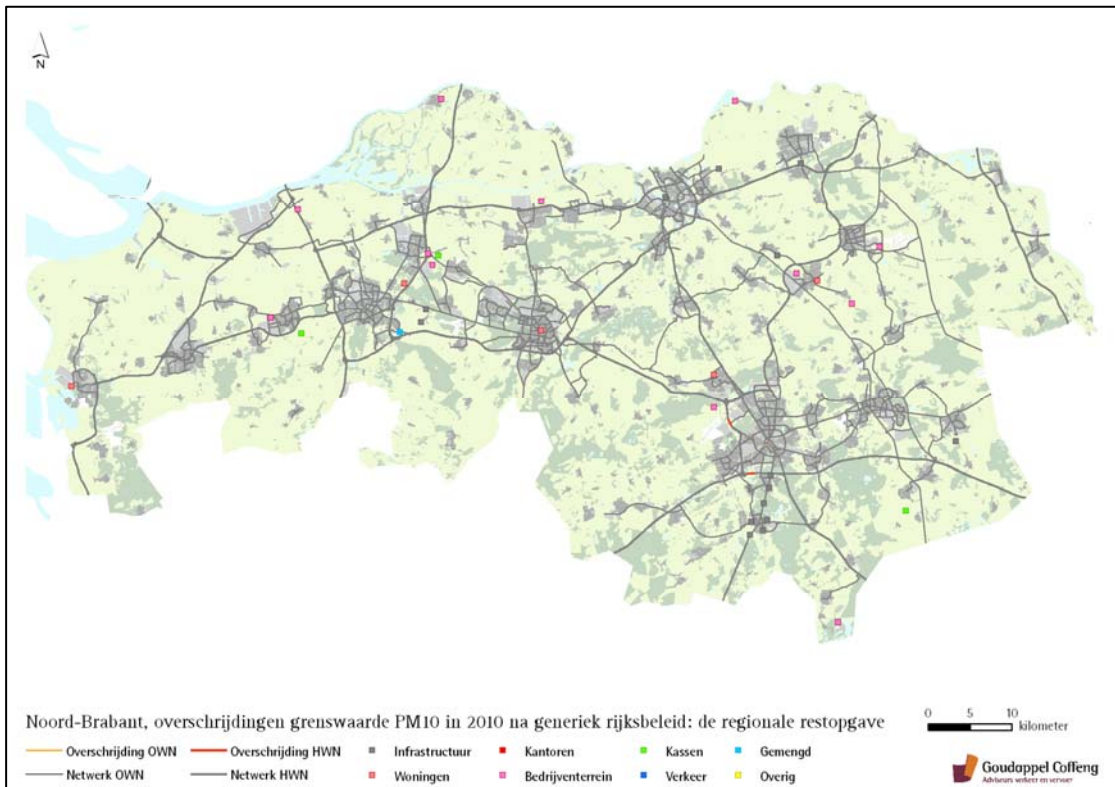 N
Noord-Brabant, overschrijdingen grenswaarde PM10 in 2010 na generiek rijksbeleid: de regionale restopgave
0 5 10
kilometer
Overschrijding OWN Overschrijding HWN Infrastructuur Kantoren Kassen Gemengd
Netwerk OWN Netwerk HWN Woningen Bedrijventerrein Verkeer Overig
Goudappel Coffeng
Adviseurs verkeer en vervoer